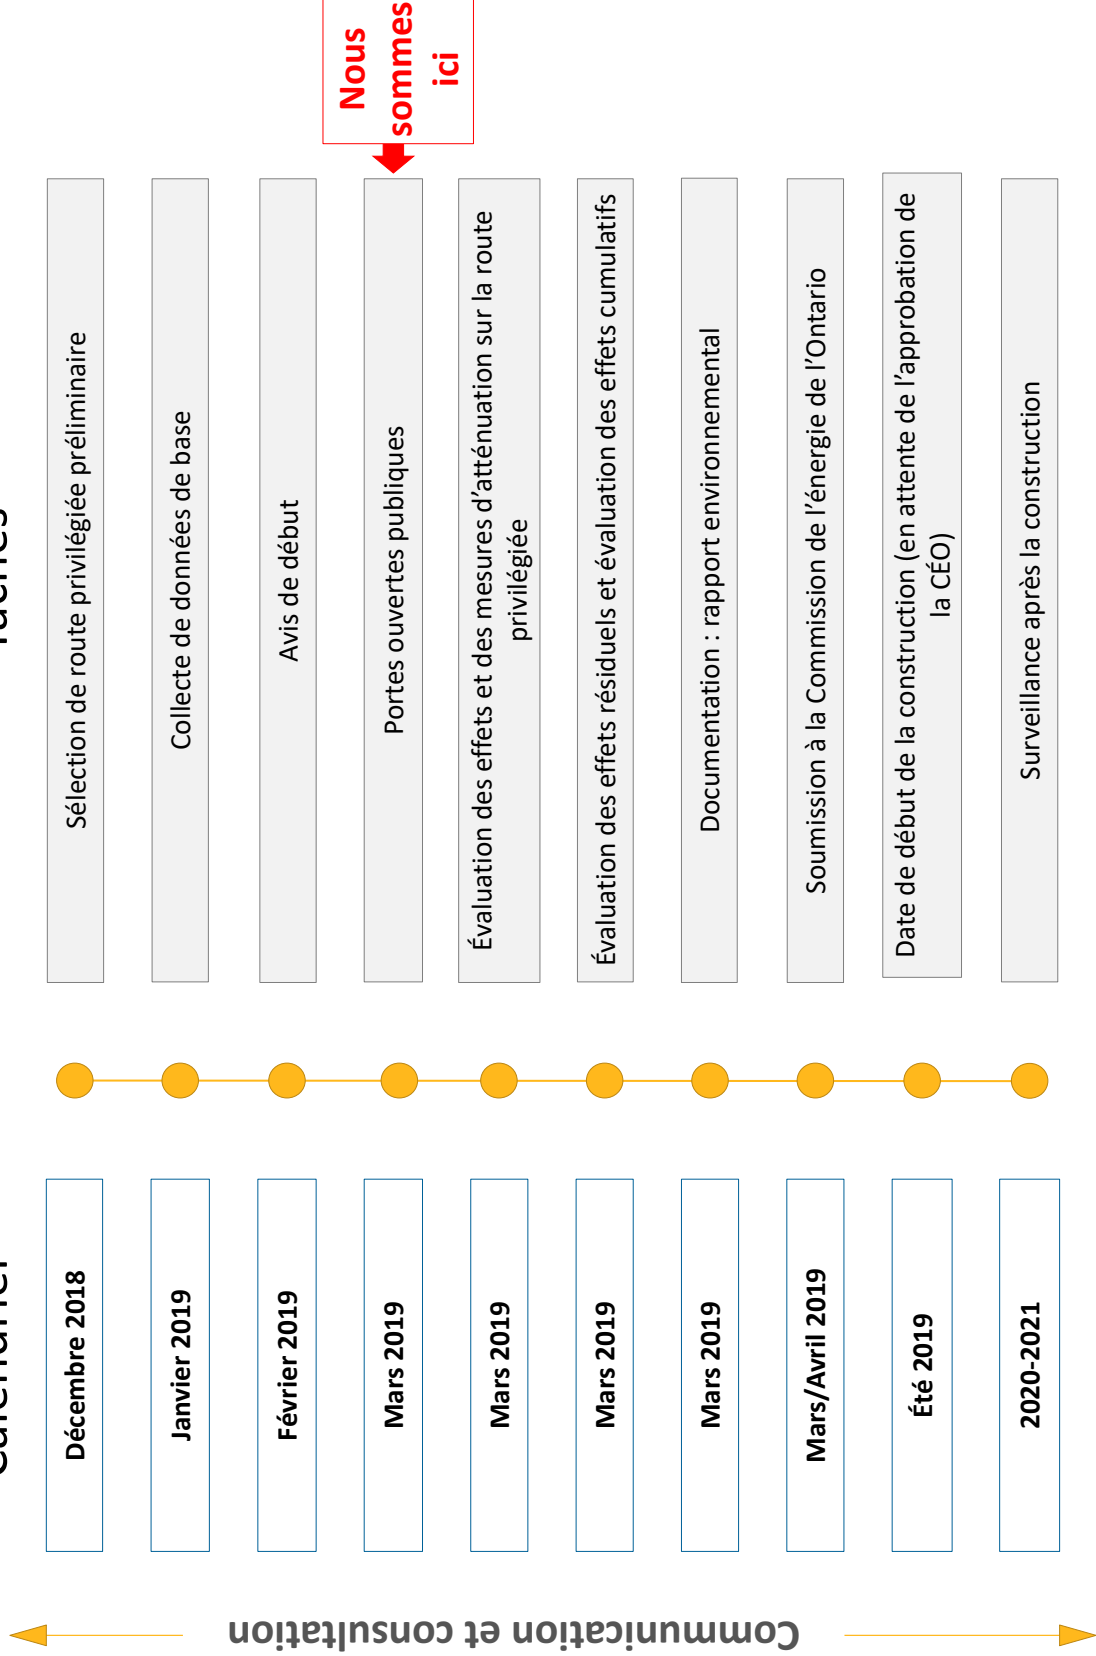 Calendrier
Tâches
Décembre 2018
Sélection de route privilégiée préliminaire
Janvier 2019
Collecte de données de base
Février 2019
Avis de début
Mars 2019
Portes ouvertes publiques
Nous
sommes
ici
Mars 2019
Évaluation des effets et des mesures d’atténuation sur la route
privilégiée
Mars 2019
Évaluation des effets résiduels et évaluation des effets cumulatifs
Mars 2019
Documentation : rapport environnemental
Mars/Avril 2019
Soumission à la Commission de l’énergie de l’Ontario
Été 2019
Date de début de la construction (en attente de l’approbation de
la CÉO)
2020-2021
Surveillance après la construction
Communication et consultation